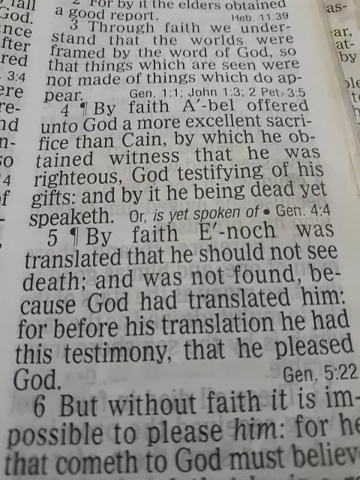 2 For by it the elders obtained
a good report. Heb. 11:39
3 Through faith we under-
stand that the worlds were
framed by the word of God, so
that things which are seen were
not made of things which do ap-
pear. Gen. 1:1; John 1:3; 2 Pet. 3:5
4 ¶ By faith A′-bel offered
unto God a more excellent sacri-
fice than Cain, by which he ob-
tained witness that he was
righteous, God testifying of his
gifts: and by it he being dead yet
speaketh. Or, is yet spoken of • Gen. 4:4
5 ¶ By faith E′-noch was
translated that he should not see
death; and was not found, be-
cause God had translated him:
for before his translation he had
this testimony, that he pleased
God. Gen. 5:22
6 But without faith it is im-
possible to please him: for he
that cometh to God must believe